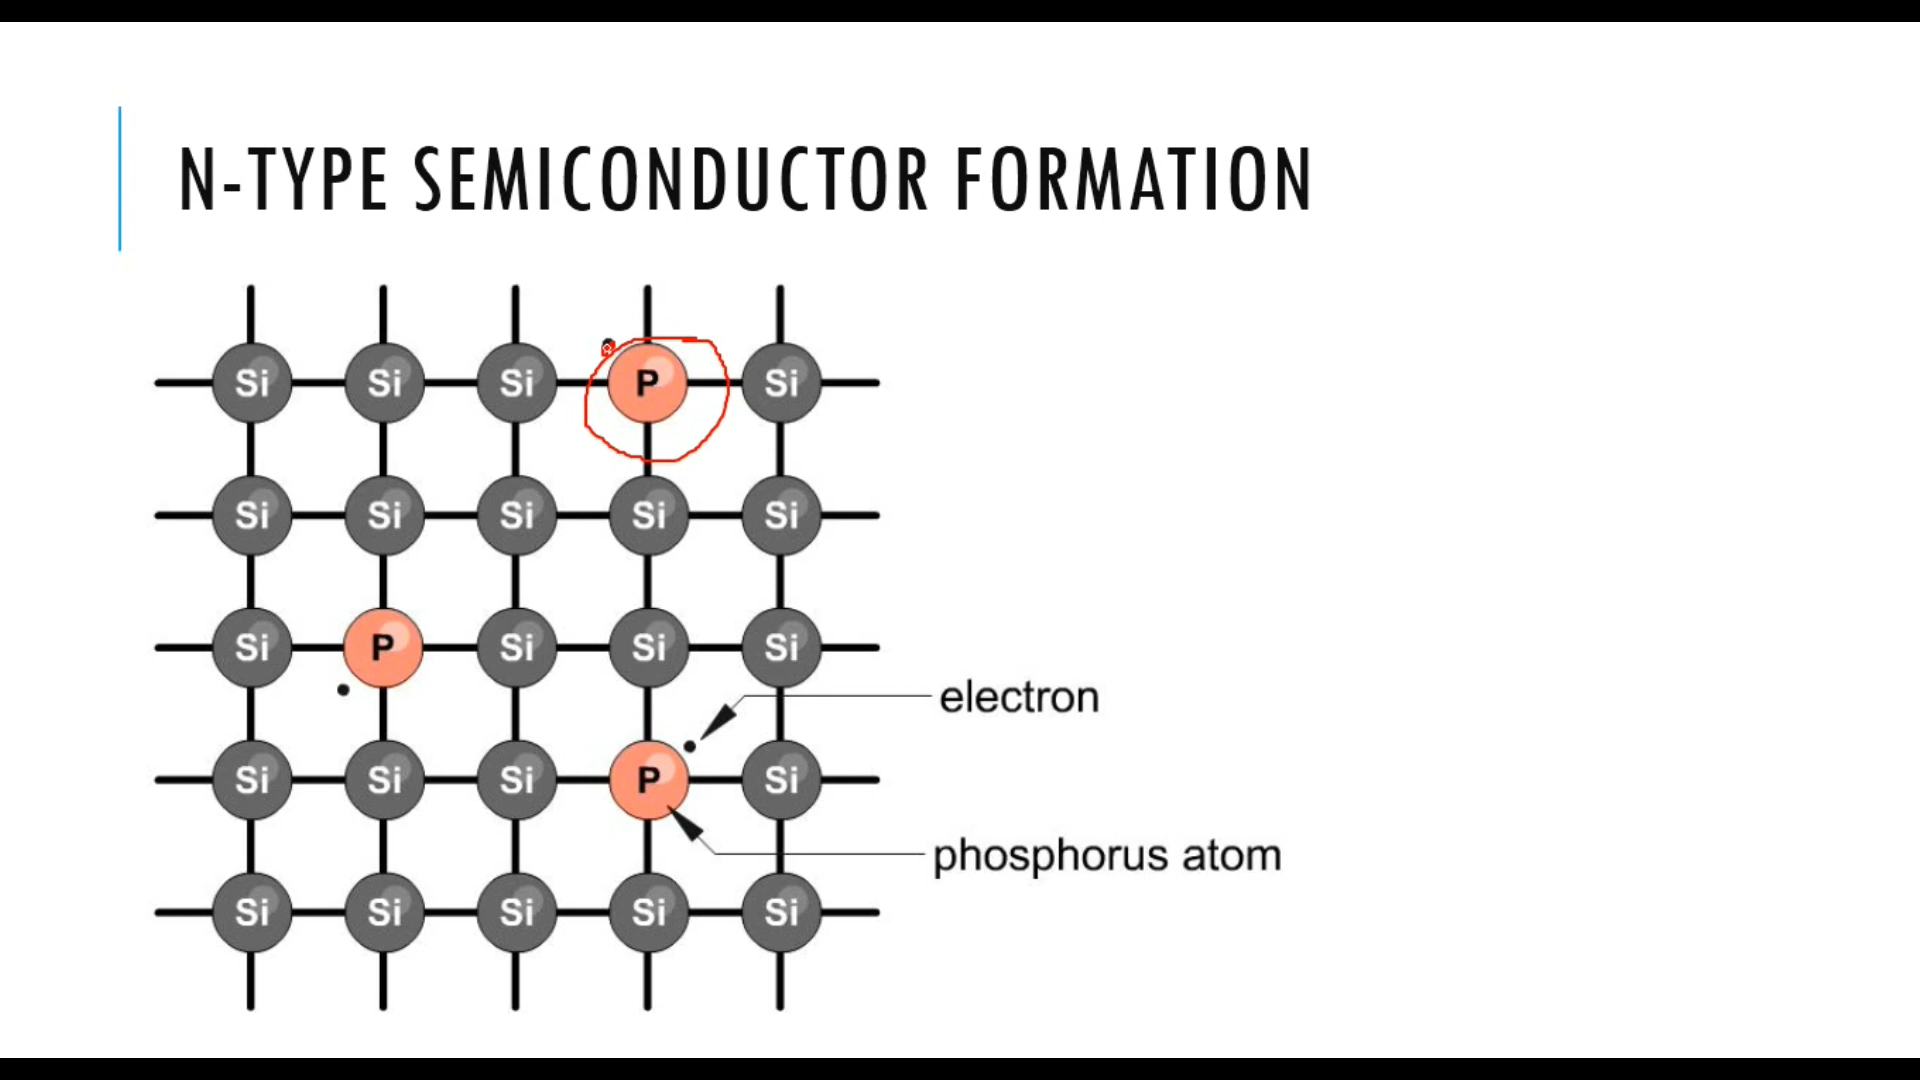 N-TYPE SEMICONDUCTOR FORMATION
Si Si Si P Si
Si Si Si Si Si
Si P Si Si Si
electron
Si Si Si P Si
phosphorus atom
Si Si Si Si Si